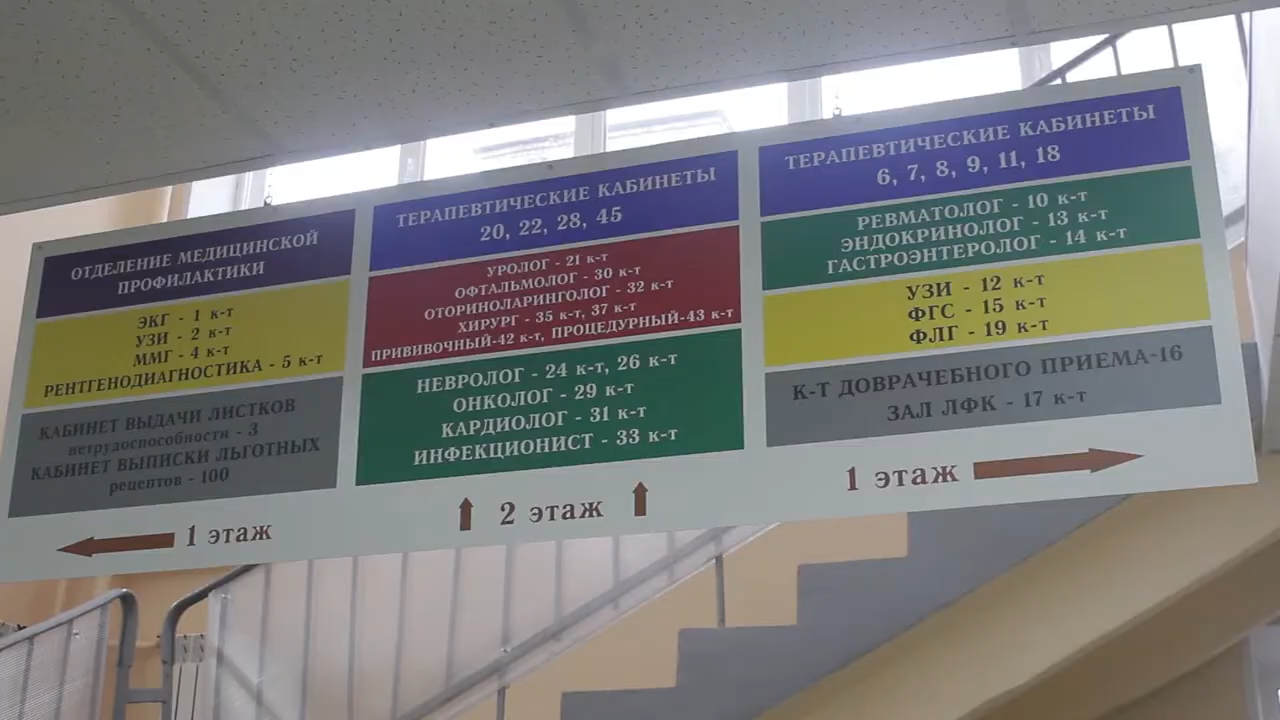 ОТДЕЛЕНИЕ МЕДИЦИНСКОЙ
ПРОФИЛАКТИКИ
ЭКГ - 1 к-т
УЗИ - 2 к-т
ММГ - 4 к-т
РЕНТГЕНОДИАГНОСТИКА - 5 к-т
КАБИНЕТ ВЫДАЧИ ЛИСТКОВ
нетрудоспособности - 3
КАБИНЕТ ВЫПИСКИ ЛЬГОТНЫХ
рецептов - 100
1 этаж
ТЕРАПЕВТИЧЕСКИЕ КАБИНЕТЫ
20, 22, 28, 45
УРОЛОГ - 21 к-т
ОФТАЛЬМОЛОГ - 30 к-т
ОТОРИНОЛАРИНГОЛОГ - 32 к-т
ХИРУРГ - 35 к-т, 37 к-т
ПРИВИВОЧНЫЙ-42 к-т, ПРОЦЕДУРНЫЙ-43 к-т
НЕВРОЛОГ - 24 к-т, 26 к-т
ОНКОЛОГ - 29 к-т
КАРДИОЛОГ - 31 к-т
ИНФЕКЦИОНИСТ - 33 к-т
2 этаж
ТЕРАПЕВТИЧЕСКИЕ КАБИНЕТЫ
6, 7, 8, 9, 11, 18
РЕВМАТОЛОГ - 10 к-т
ЭНДОКРИНОЛОГ - 13 к-т
ГАСТРОЭНТЕРОЛОГ - 14 к-т
УЗИ - 12 к-т
ФГС - 15 к-т
ФЛГ - 19 к-т
К-Т ДОВРАЧЕБНОГО ПРИЕМА-16
ЗАЛ ЛФК - 17 к-т
1 этаж